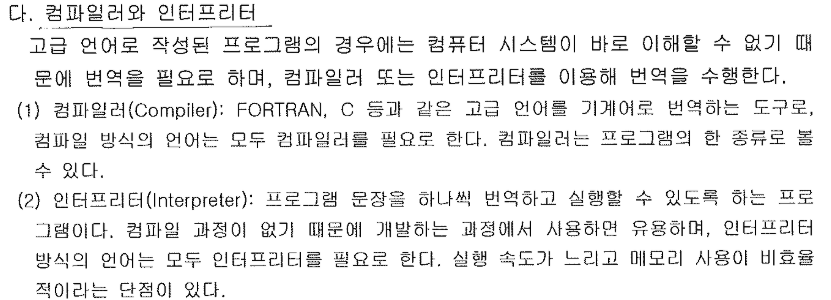 다. 컴파일러와 인터프리터
고급 언어로 작성된 프로그램의 경우에는 컴퓨터 시스템이 바로 이해할 수 없기 때
문에 번역을 필요로 하며, 컴파일러 또는 인터프리터를 이용해 번역을 수행한다.
(1) 컴파일러(Compiler): FORTRAN, C 등과 같은 고급 언어를 기계어로 번역하는 도구로,
컴파일 방식의 언어는 모두 컴파일러를 필요로 한다. 컴파일러는 프로그램의 한 종류로 볼
수 있다.
(2) 인터프리터(Interpreter): 프로그램 문장을 하나씩 번역하고 실행할 수 있도록 하는 프로
그램이다. 컴파일 과정이 없기 때문에 개발하는 과정에서 사용하면 유용하며, 인터프리터
방식의 언어는 모두 인터프리터를 필요로 한다. 실행 속도가 느리고 메모리 사용이 비효율
적이라는 단점이 있다.